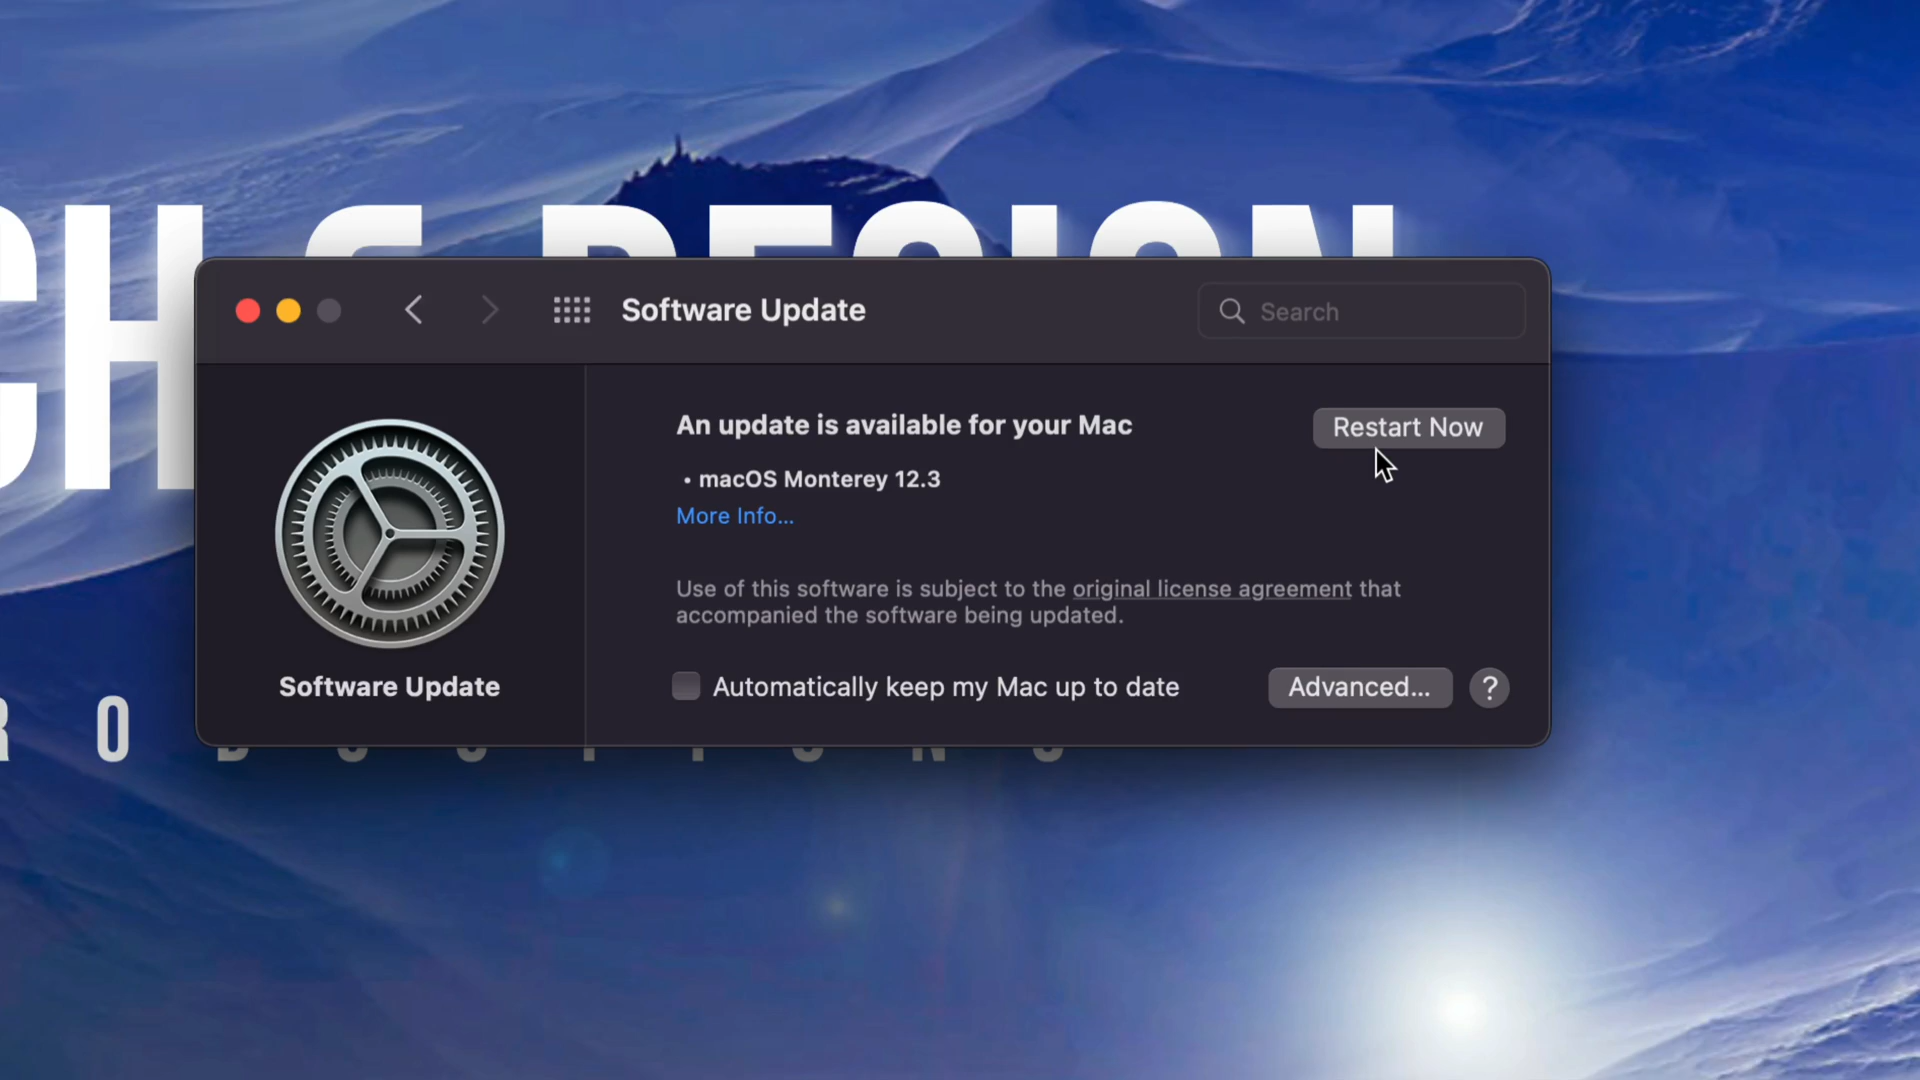 CH & DESIGN
Software Update
Search
An update is available for your Mac
Restart Now
• macOS Monterey 12.3
More Info...
Use of this software is subject to the original license agreement that
accompanied the software being updated.
Software Update
Automatically keep my Mac up to date
Advanced...
?